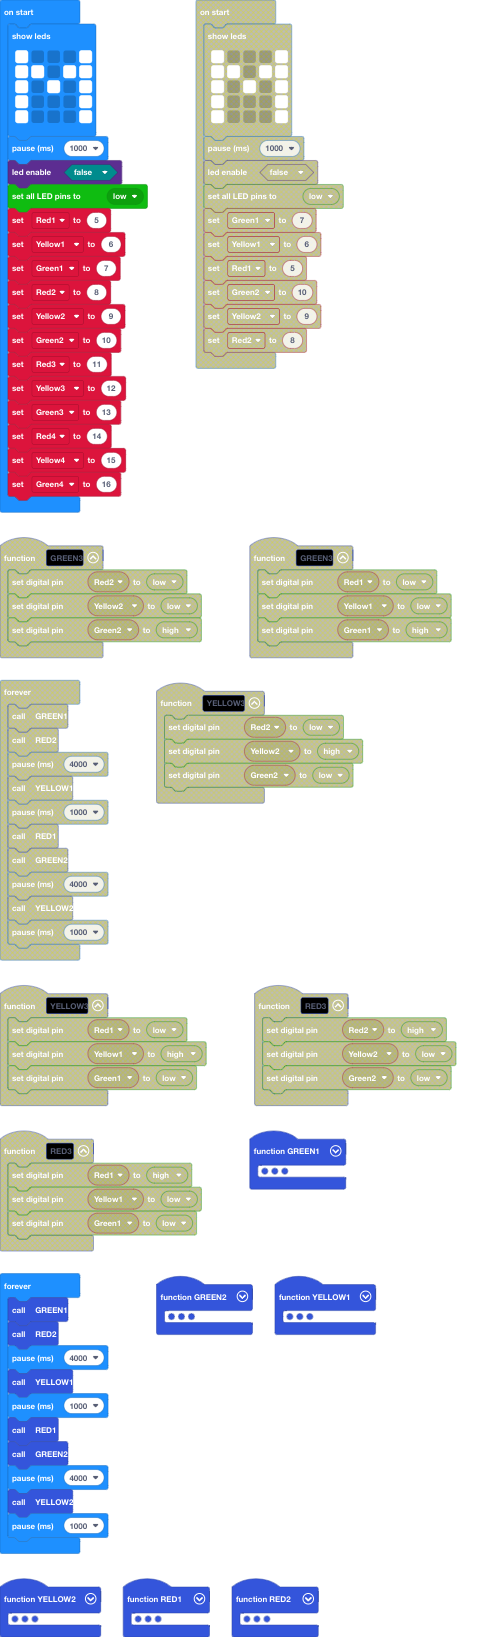 on start
show leds
pause (ms) 1000
led enable false
set all LED pins to low
set Red1 to 5
set Yellow1 to 6
set Green1 to 7
set Red2 to 8
set Yellow2 to 9
set Green2 to 10
set Red3 to 11
set Yellow3 to 12
set Green3 to 13
set Red4 to 14
set Yellow4 to 15
set Green4 to 16
on start
show leds
pause (ms) 1000
led enable false
set all LED pins to low
set Green1 to 7
set Yellow1 to 6
set Red1 to 5
set Green2 to 10
set Yellow2 to 9
set Red2 to 8
function GREEN3
set digital pin Red2 to low
set digital pin Yellow2 to low
set digital pin Green2 to high
function GREEN3
set digital pin Red1 to low
set digital pin Yellow1 to low
set digital pin Green1 to high
forever
call GREEN1
call RED2
pause (ms) 4000
call YELLOW1
pause (ms) 1000
call RED1
call GREEN2
pause (ms) 4000
call YELLOW2
pause (ms) 1000
function YELLOW3
set digital pin Red2 to low
set digital pin Yellow2 to high
set digital pin Green2 to low
function YELLOW3
set digital pin Red1 to low
set digital pin Yellow1 to high
set digital pin Green1 to low
function RED3
set digital pin Red2 to high
set digital pin Yellow2 to low
set digital pin Green2 to low
function RED3
set digital pin Red1 to high
set digital pin Yellow1 to low
set digital pin Green1 to low
function GREEN1
forever
call GREEN1
call RED2
pause (ms) 4000
call YELLOW1
pause (ms) 1000
call RED1
call GREEN2
pause (ms) 4000
call YELLOW2
pause (ms) 1000
function GREEN2
function YELLOW1
function YELLOW2
function RED1
function RED2